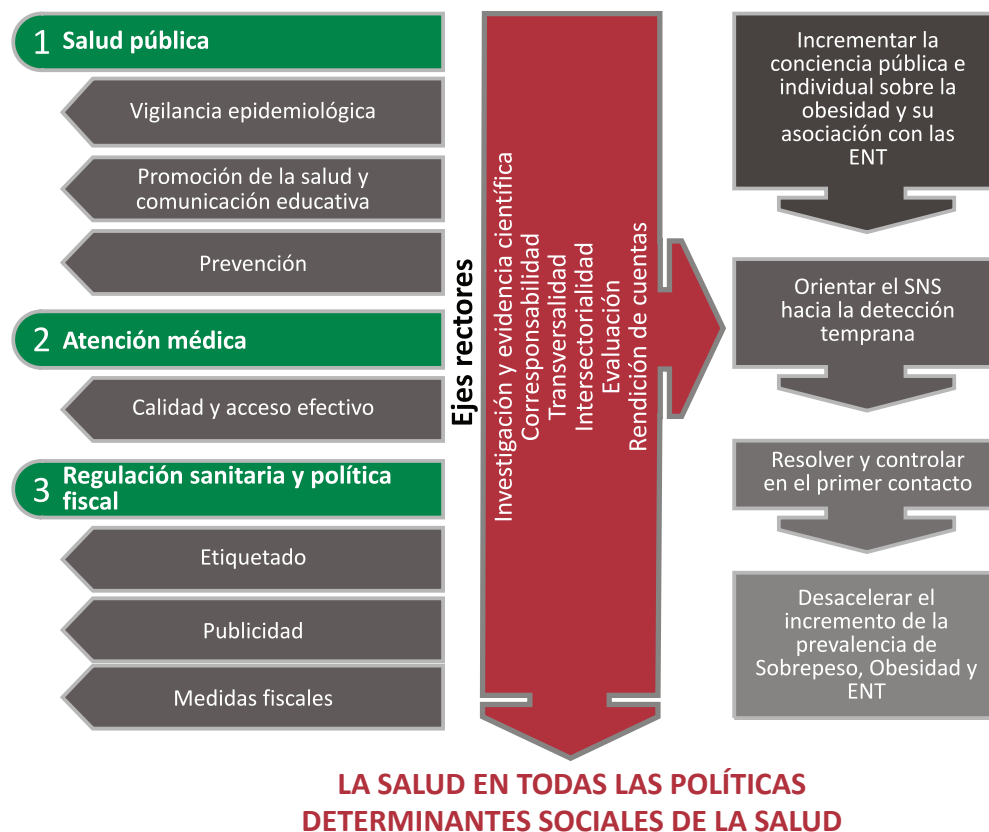 1 Salud pública
Vigilancia epidemiológica
Promoción de la salud y
comunicación educativa
Prevención
2 Atención médica
Calidad y acceso efectivo
3 Regulación sanitaria y política
fiscal
Etiquetado
Publicidad
Medidas fiscales
Ejes rectores
Investigación y evidencia científica
Corresponsabilidad
Transversalidad
Intersectorialidad
Evaluación
Rendición de cuentas
Incrementar la
conciencia pública e
individual sobre la
obesidad y su
asociación con las
ENT
Orientar el SNS
hacia la detección
temprana
Resolver y controlar
en el primer contacto
Desacelerar el
incremento de la
prevalencia de
Sobrepeso, Obesidad y
ENT
LA SALUD EN TODAS LAS POLÍTICAS
DETERMINANTES SOCIALES DE LA SALUD